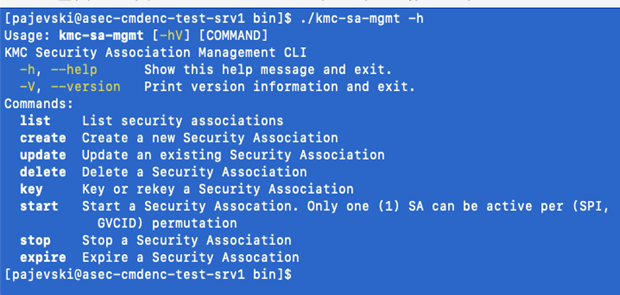 [pajevski@asec-cmdenc-test-srv1 bin]$ ./kmc-sa-mgmt -h
Usage: kmc-sa-mgmt [-hV] [COMMAND]
KMC Security Association Management CLI
-h, --help Show this help message and exit.
-V, --version Print version information and exit.
Commands:
list List security associations
create Create a new Security Association
update Update an existing Security Association
delete Delete a Security Association
key Key or rekey a Security Association
start Start a Security Assocation. Only one (1) SA can be active per (SPI,
GVCID) permutation
stop Stop a Security Association
expire Expire a Security Assocation
[pajevski@asec-cmdenc-test-srv1 bin]$